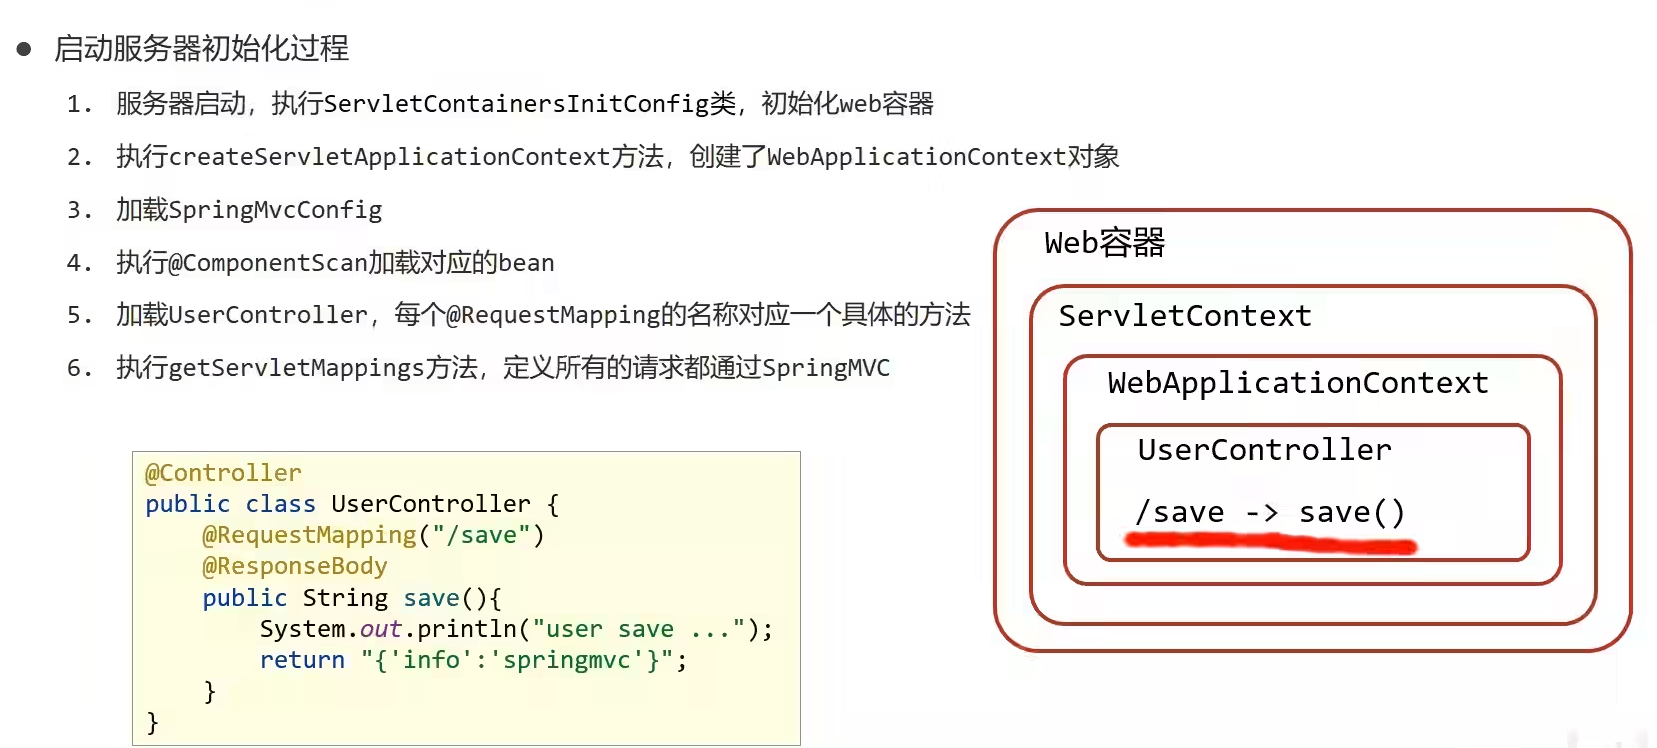 ● 启动服务器初始化过程
1. 服务器启动，执行ServletContainersInitConfig类，初始化web容器
2. 执行createServletApplicationContext方法，创建了WebApplicationContext对象
3. 加载SpringMvcConfig
4. 执行@ComponentScan加载对应的bean
5. 加载UserController，每个@RequestMapping的名称对应一个具体的方法
6. 执行getServletMappings方法，定义所有的请求都通过SpringMVC
@Controller
public class UserController {
    @RequestMapping("/save")
    @ResponseBody
    public String save(){
        System.out.println("user save ...");
        return "{'info':'springmvc'}";
    }
}
Web容器
ServletContext
WebApplicationContext
UserController
/save -> save()